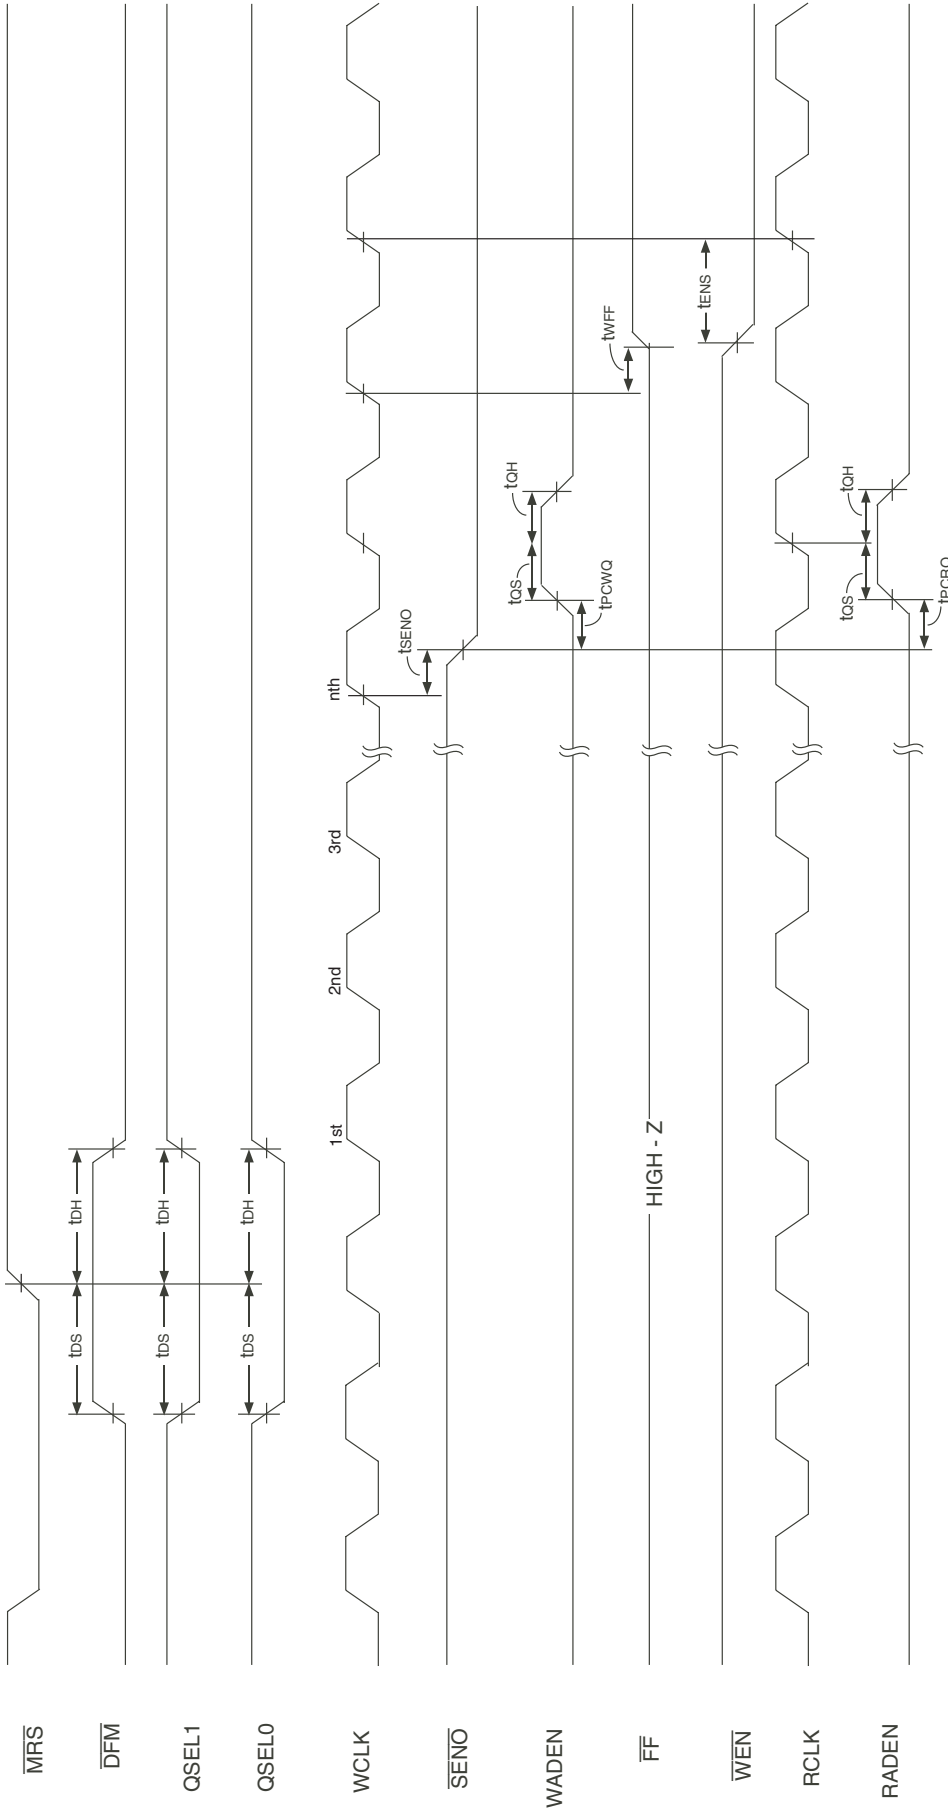 MRS
tDS
tDH
DFM
tDS
tDH
QSEL1
tDS
tDH
QSEL0
1st
2nd
3rd
nth
WCLK
tSENO
SENO
tQS
tQH
WADEN
tPCWQ
tWFF
FF
HIGH - Z
tENS
WEN
RCLK
tQS
tQH
RADEN